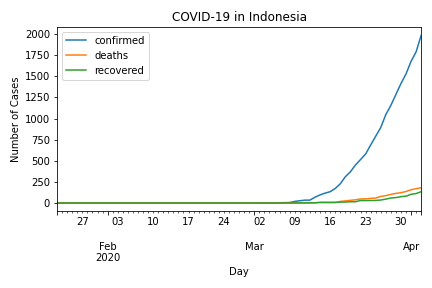 COVID-19 in Indonesia
confirmed
deaths
recovered
Number of Cases
2000
1750
1500
1250
1000
750
500
250
0
27 03 10 17 24 02 09 16 23 30
Feb Mar Apr
2020
Day